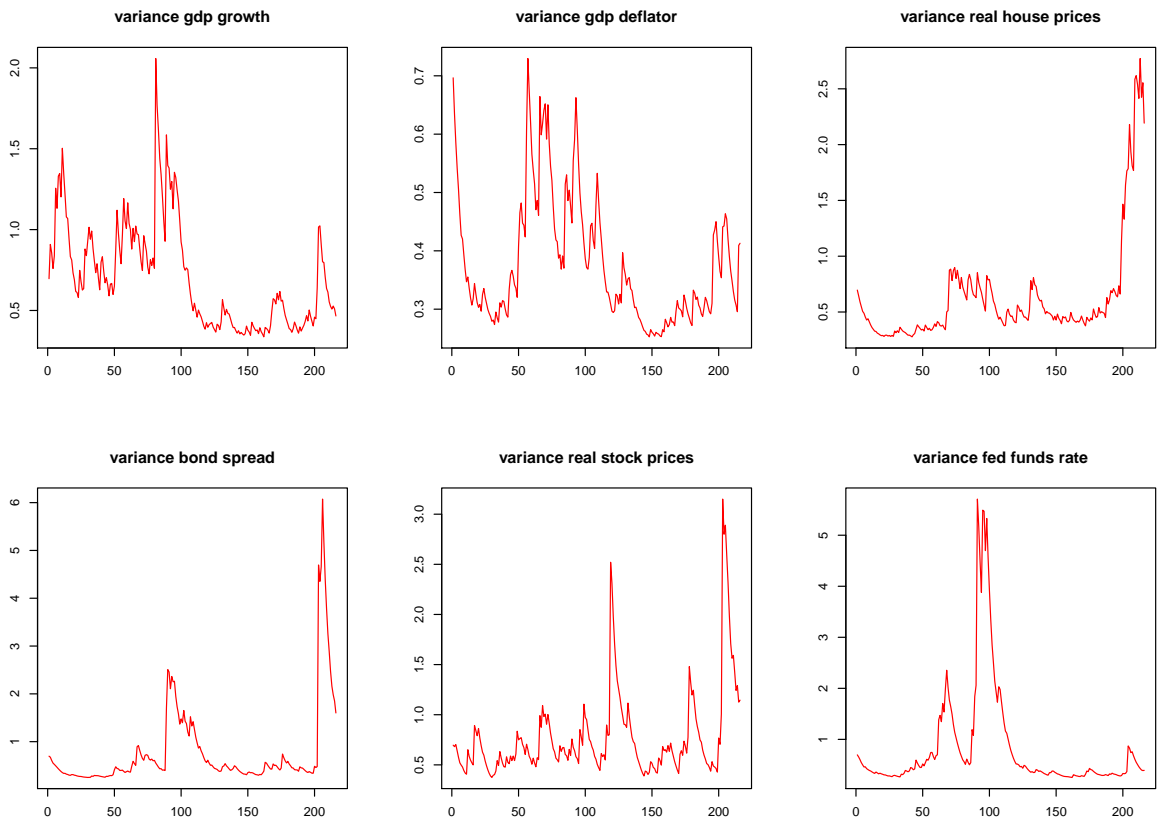 variance gdp growth
2.0
1.5
1.0
0.5
0 50 100 150 200
variance gdp deflator
0.7
0.6
0.5
0.4
0.3
0 50 100 150 200
variance real house prices
2.5
2.0
1.5
1.0
0.5
0 50 100 150 200
variance bond spread
6
5
4
3
2
1
0 50 100 150 200
variance real stock prices
3.0
2.5
2.0
1.5
1.0
0.5
0 50 100 150 200
variance fed funds rate
5
4
3
2
1
0 50 100 150 200